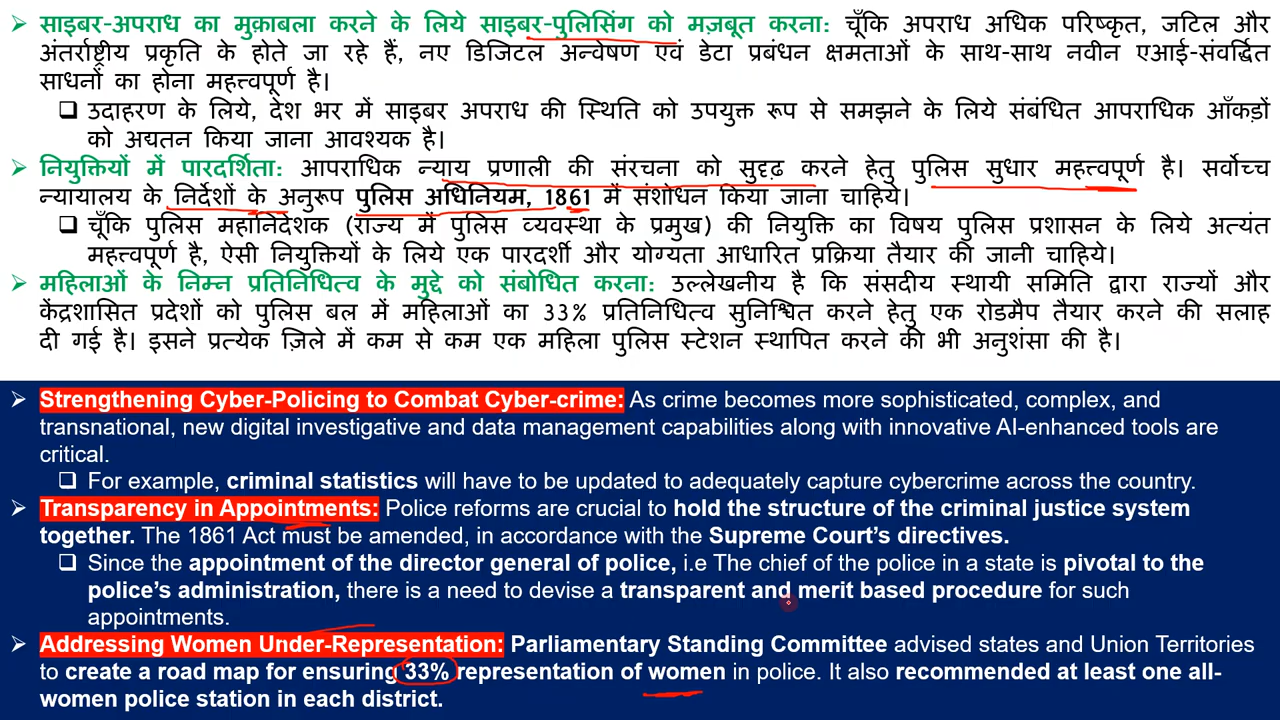 ➢ साइबर-अपराध का मुक़ाबला करने के लिये साइबर-पुलिसिंग को मज़बूत करना: चूँकि अपराध अधिक परिष्कृत, जटिल और
अंतर्राष्ट्रीय प्रकृति के होते जा रहे हैं, नए डिजिटल अन्वेषण एवं डेटा प्रबंधन क्षमताओं के साथ-साथ नवीन एआई-संवर्द्धित
साधनों का होना महत्त्वपूर्ण है।
❑ उदाहरण के लिये, देश भर में साइबर अपराध की स्थिति को उपयुक्त रूप से समझने के लिये संबंधित आपराधिक आँकड़ों
को अद्यतन किया जाना आवश्यक है।
➢ नियुक्तियों में पारदर्शिता: आपराधिक न्याय प्रणाली की संरचना को सुदृढ़ करने हेतु पुलिस सुधार महत्त्वपूर्ण है। सर्वोच्च
न्यायालय के निर्देशों के अनुरूप पुलिस अधिनियम, 1861 में संशोधन किया जाना चाहिये।
❑ चूँकि पुलिस महानिदेशक (राज्य में पुलिस व्यवस्था के प्रमुख) की नियुक्ति का विषय पुलिस प्रशासन के लिये अत्यंत
महत्त्वपूर्ण है, ऐसी नियुक्तियों के लिये एक पारदर्शी और योग्यता आधारित प्रक्रिया तैयार की जानी चाहिये।
➢ महिलाओं के निम्न प्रतिनिधित्व के मुद्दे को संबोधित करना: उल्लेखनीय है कि संसदीय स्थायी समिति द्वारा राज्यों और
केंद्रशासित प्रदेशों को पुलिस बल में महिलाओं का 33% प्रतिनिधित्व सुनिश्चित करने हेतु एक रोडमैप तैयार करने की सलाह
दी गई है। इसने प्रत्येक ज़िले में कम से कम एक महिला पुलिस स्टेशन स्थापित करने की भी अनुशंसा की है।
➢ Strengthening Cyber-Policing to Combat Cyber-crime: As crime becomes more sophisticated, complex, and
transnational, new digital investigative and data management capabilities along with innovative AI-enhanced tools are
critical.
❑ For example, criminal statistics will have to be updated to adequately capture cybercrime across the country.
➢ Transparency in Appointments: Police reforms are crucial to hold the structure of the criminal justice system
together. The 1861 Act must be amended, in accordance with the Supreme Court's directives.
❑ Since the appointment of the director general of police, i.e The chief of the police in a state is pivotal to the
police's administration, there is a need to devise a transparent and merit based procedure for such
appointments.
➢ Addressing Women Under-Representation: Parliamentary Standing Committee advised states and Union Territories
to create a road map for ensuring 33% representation of women in police. It also recommended at least one all-
women police station in each district.